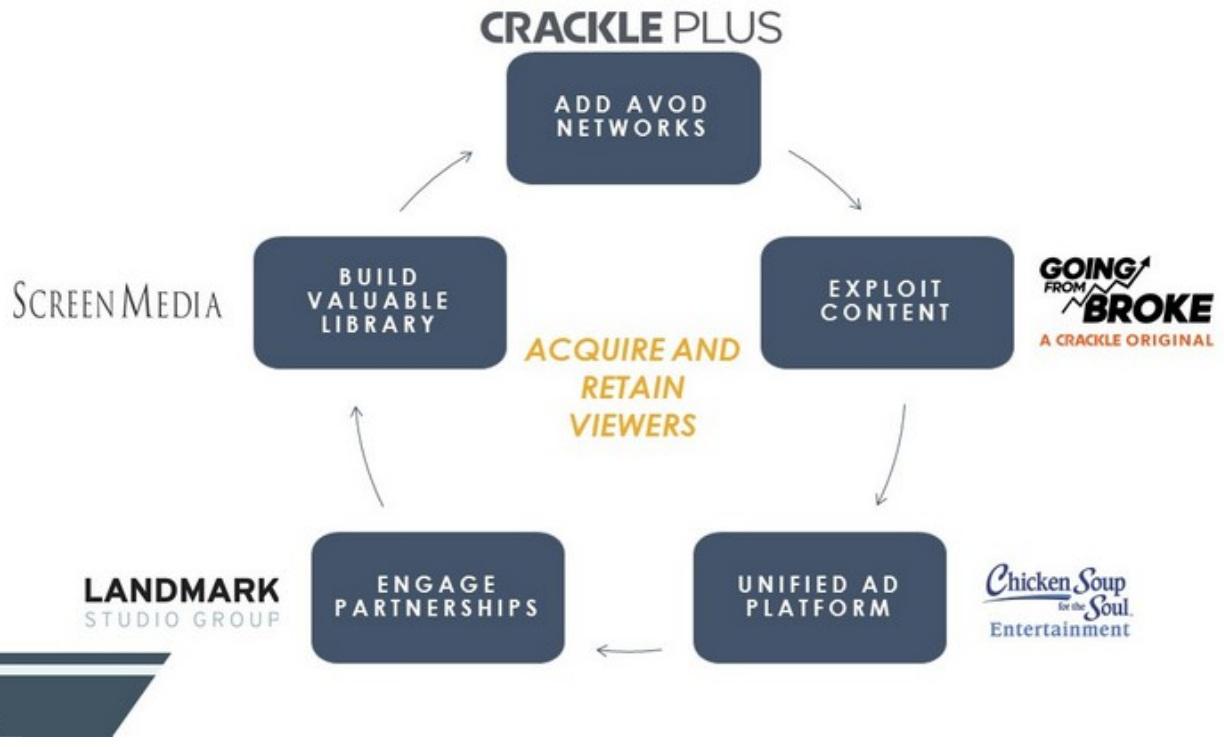 CRACKLE PLUS
ADD AVOD
NETWORKS
BUILD
VALUABLE
LIBRARY
SCREEN MEDIA
EXPLOIT
CONTENT
GOING
FROM
BROKE
A CRACKLE ORIGINAL
ACQUIRE AND
RETAIN
VIEWERS
LANDMARK
STUDIO GROUP
ENGAGE
PARTNERSHIPS
UNIFIED AD
PLATFORM
Chicken Soup
for the Soul
Entertainment